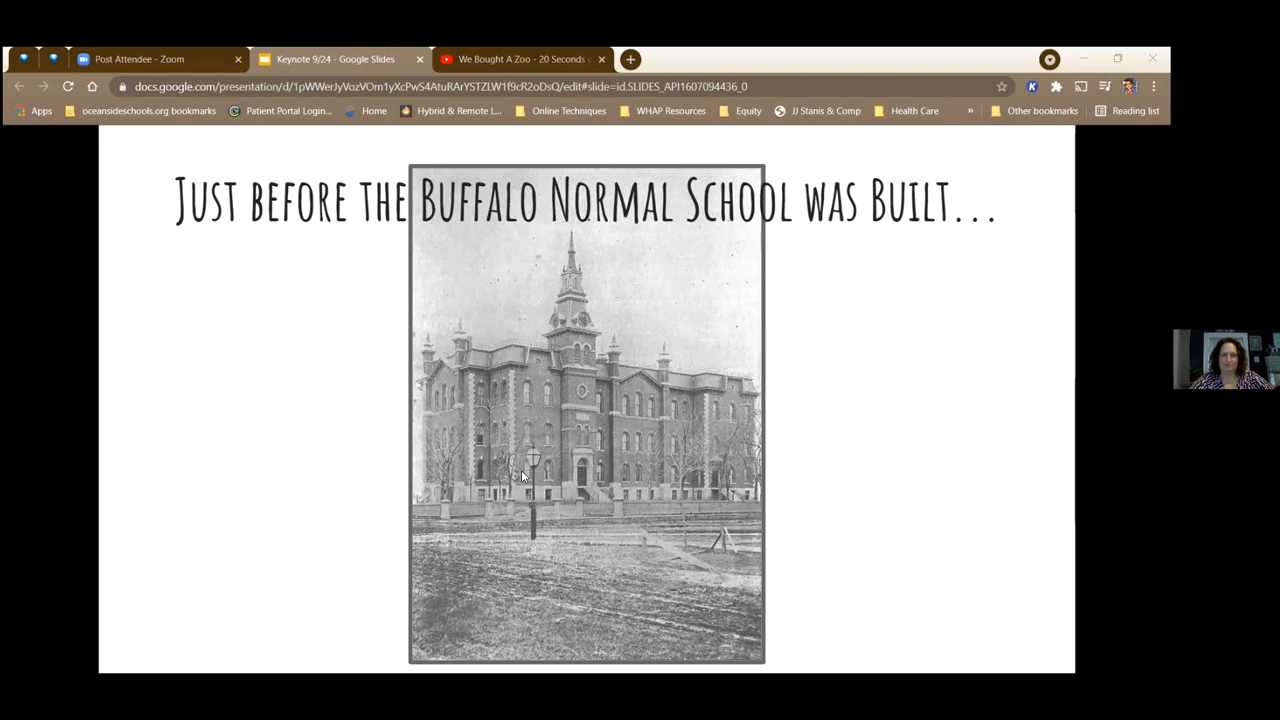 Post Attendee - Zoom
Keynote 9/24 - Google Slides
We Bought A Zoo - 20 Seconds
docs.google.com/presentation/d/1pWWerJyVozVOm1yXcPwS4AtuRArYSTZLW1f9cR2oDsQ/edit#slide=id.SLIDES_API1607094436_0
Apps oceansideschools.org bookmarks Patient Portal Login... Home Hybrid & Remote L... Online Techniques WHAP Resources Equity JJ Stanis & Comp Health Care » Other bookmarks Reading list
Just before the Buffalo Normal School was Built...